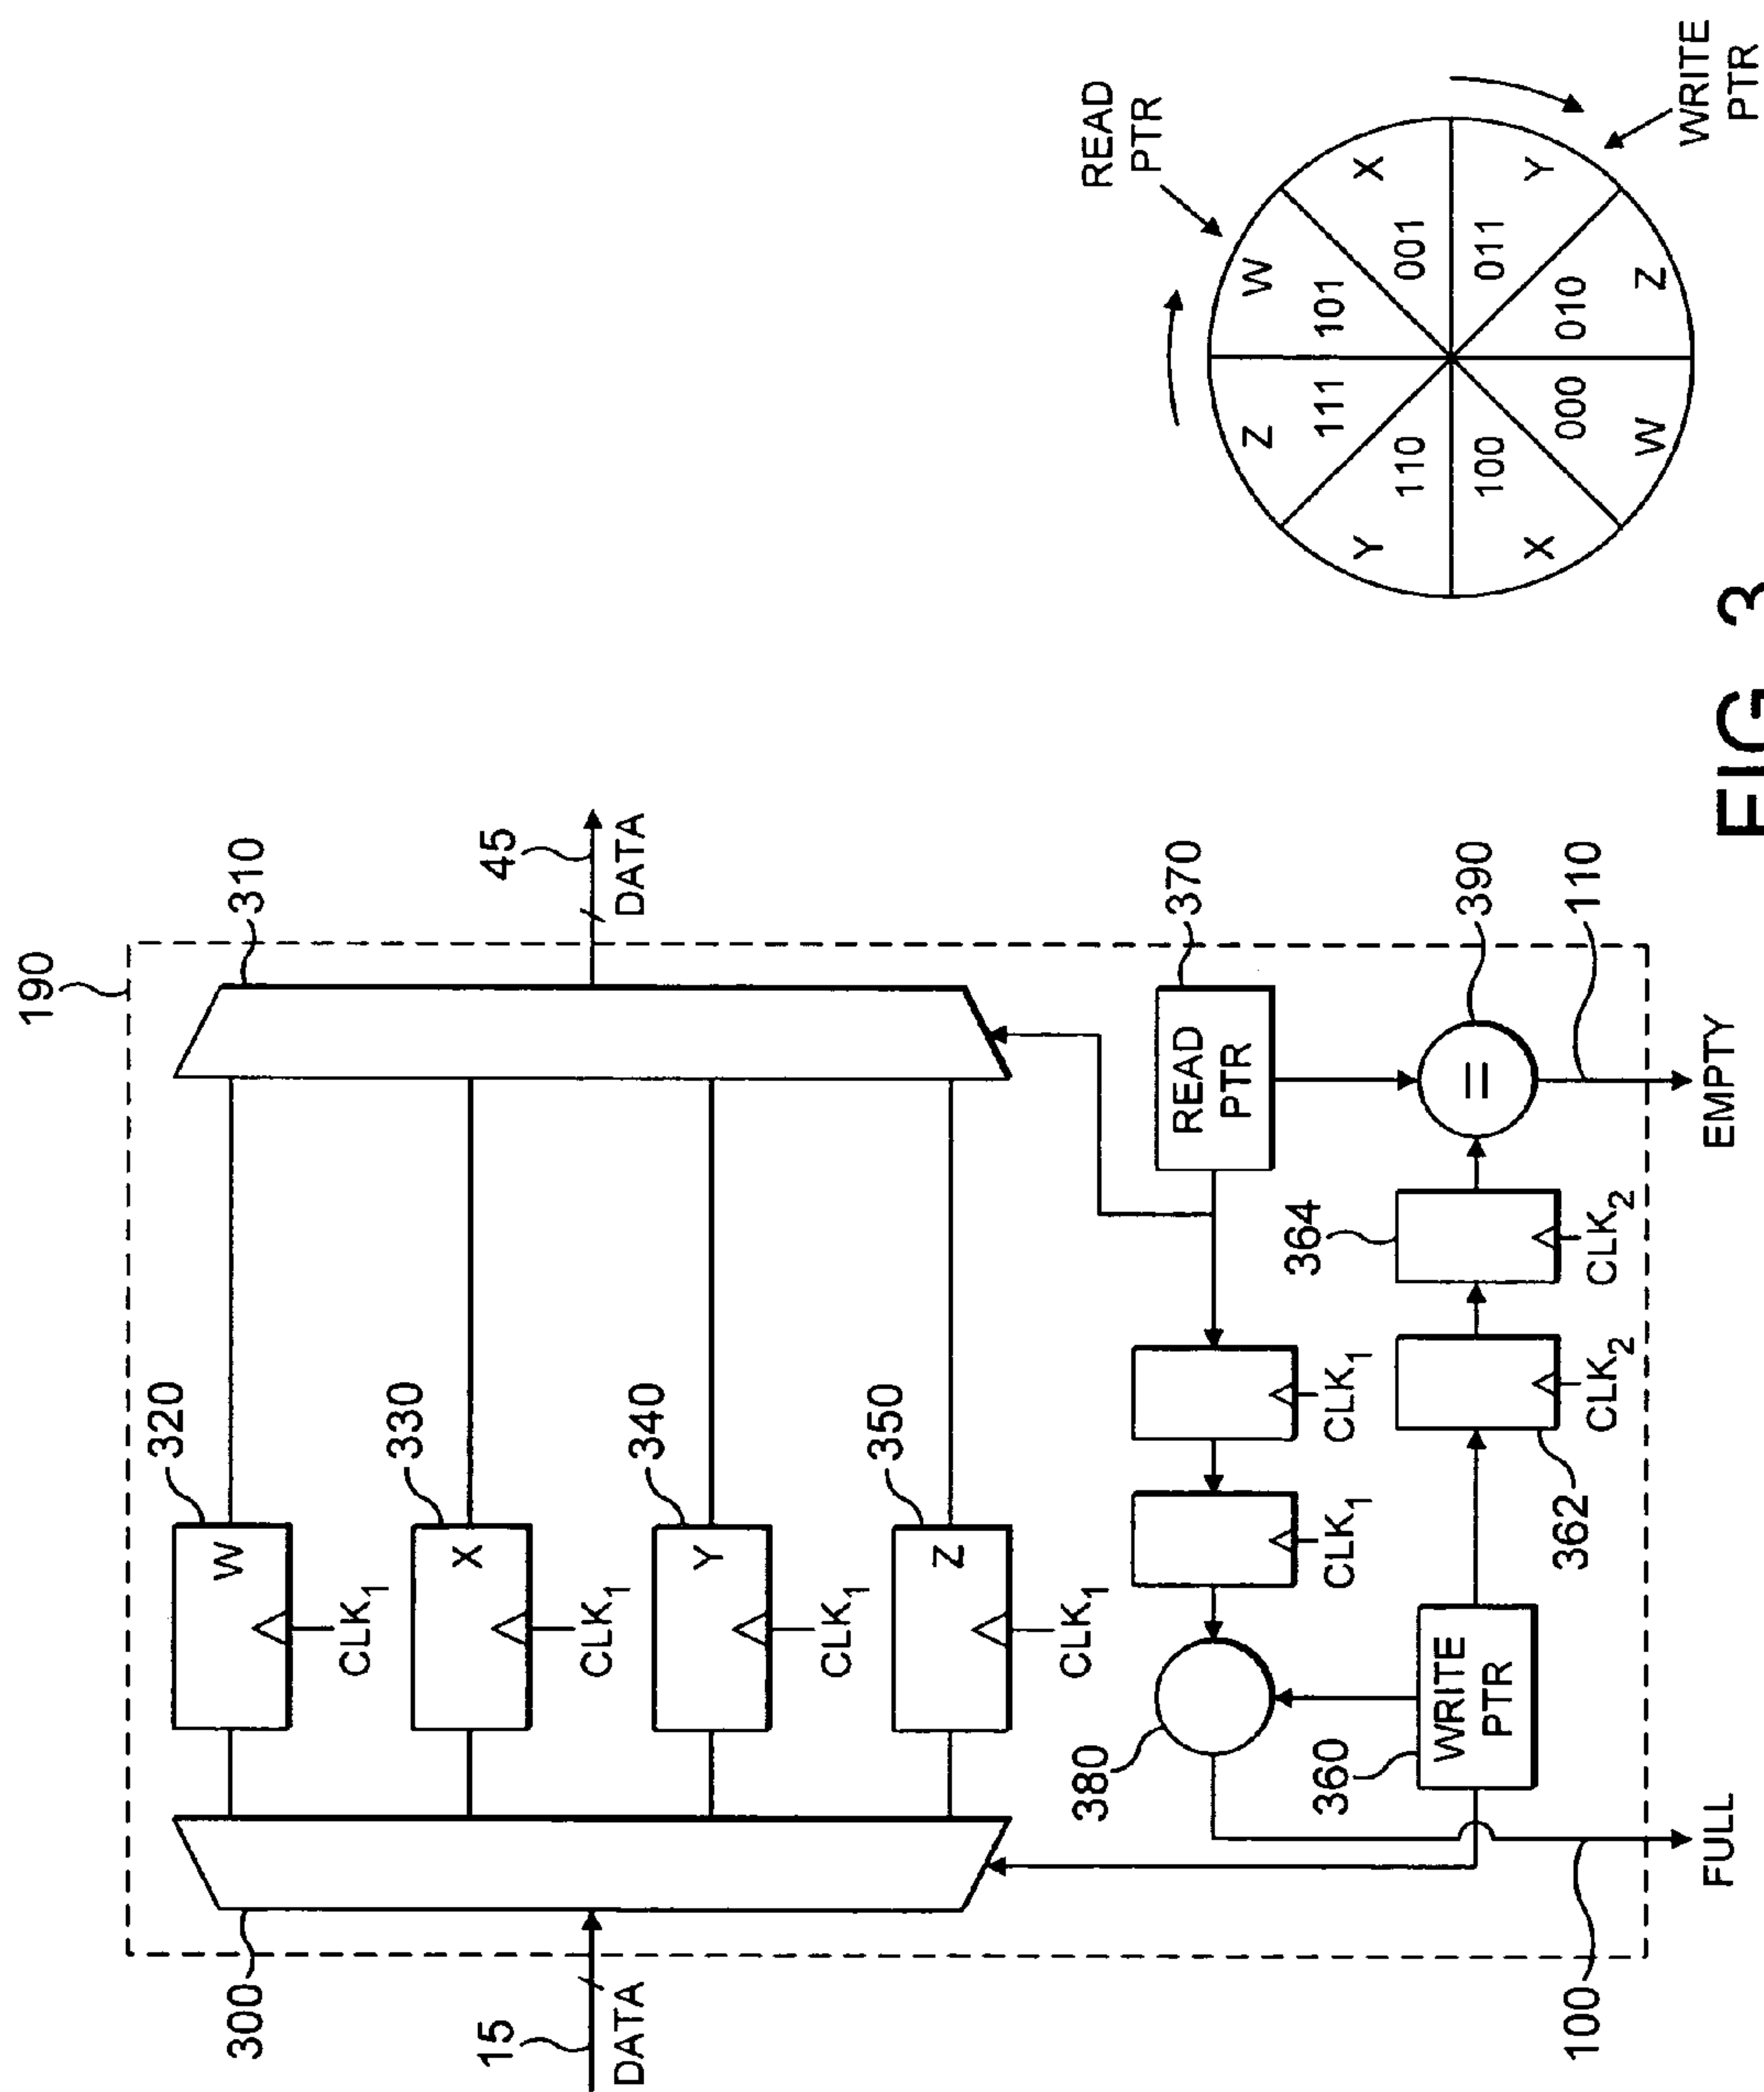 190
300
320
W
CLK1
310
330
X
CLK1
15
DATA
45
DATA
340
Y
CLK1
350
Z
CLK1
380
CLK1
CLK1
READ
PTR
370
360
WRITE
PTR
364
390
=
362
CLK2
CLK2
100
110
FULL
EMPTY
READ
PTR
Z
W
111
101
Y
110
001
X
X
100
011
Y
000
010
W
Z
WRITE
PTR
FIG. 3